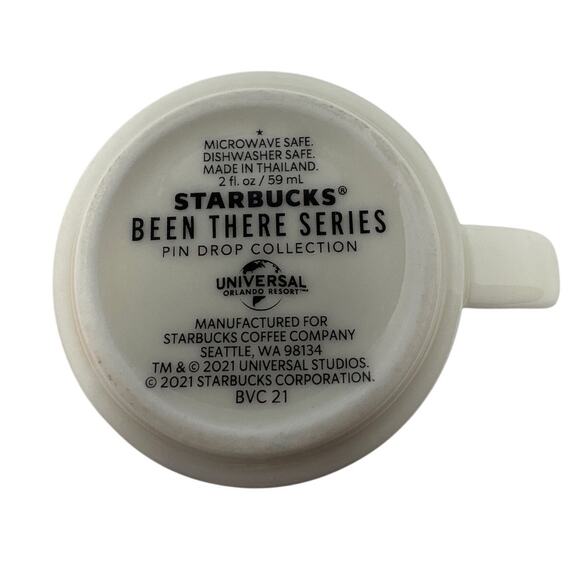 MICROWAVE SAFE.
DISHWASHER SAFE.
MADE IN THAILAND.
2 fl. oz / 59 mL
STARBUCKS®
BEEN THERE SERIES
PIN DROP COLLECTION
UNIVERSAL
ORLANDO RESORT™
MANUFACTURED FOR
STARBUCKS COFFEE COMPANY
SEATTLE, WA 98134
TM & © 2021 UNIVERSAL STUDIOS.
© 2021 STARBUCKS CORPORATION.
BVC 21